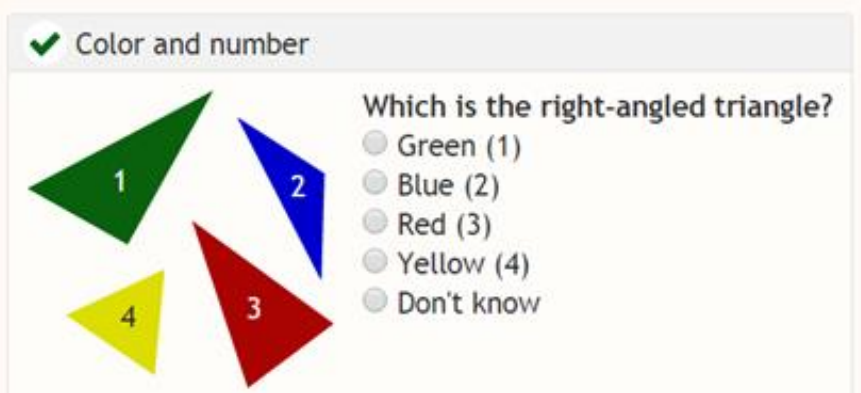 Color and number
Which is the right-angled triangle?
Green (1)
Blue (2)
Red (3)
Yellow (4)
Don't know
1
2
3
4